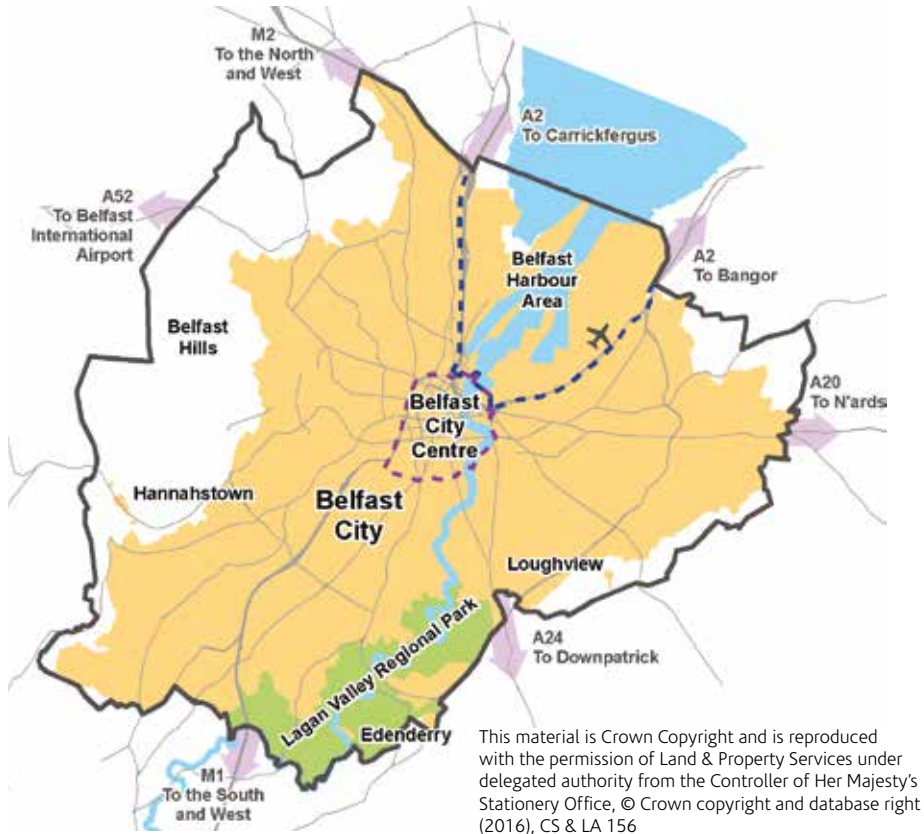 M2
To the North
and West
A2
To Carrickfergus
A52
To Belfast
International
Airport
A2
To Bangor
Belfast
Harbour
Area
Belfast
Hills
A20
To N'ards
Belfast
City
Centre
Hannahstown
Belfast
City
Loughview
Lagan Valley Regional Park
A24
To Downpatrick
Edenderry
M1
To the South
and West
This material is Crown Copyright and is reproduced
with the permission of Land & Property Services under
delegated authority from the Controller of Her Majesty's
Stationery Office, © Crown copyright and database right
(2016), CS & LA 156